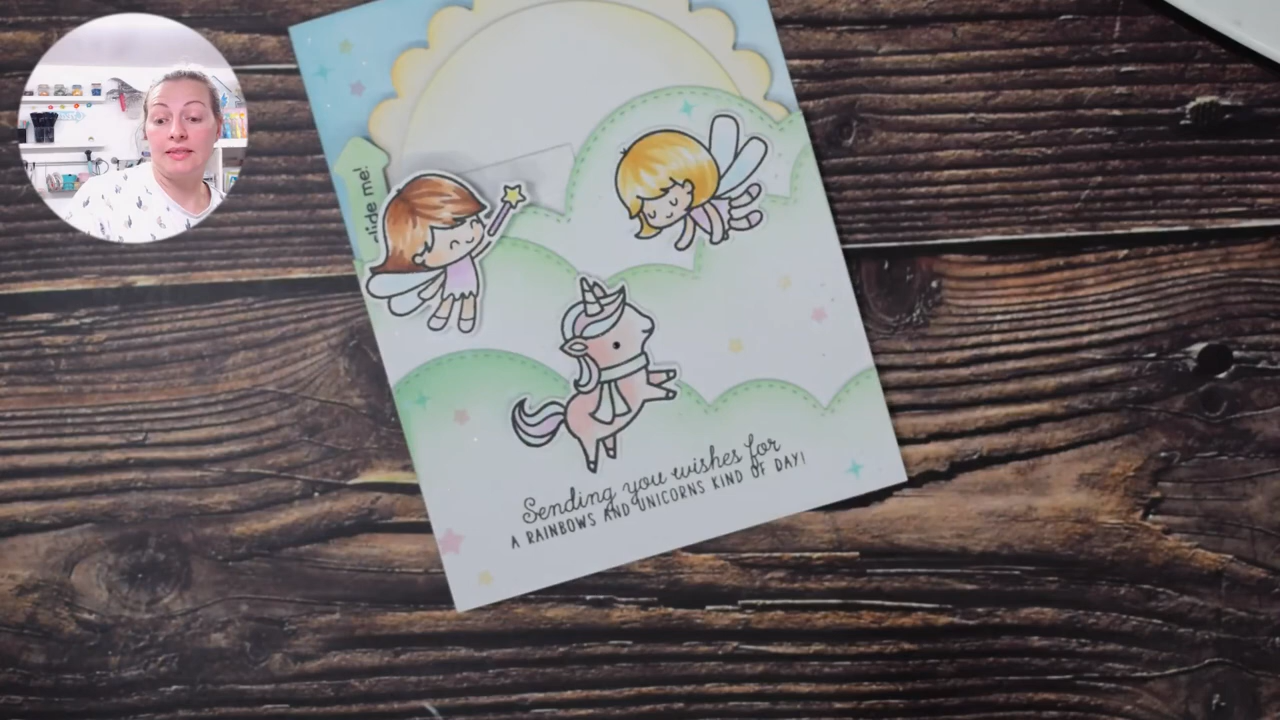 slide me!
Sending you wishes for
A RAINBOWS AND UNICORNS KIND OF DAY!